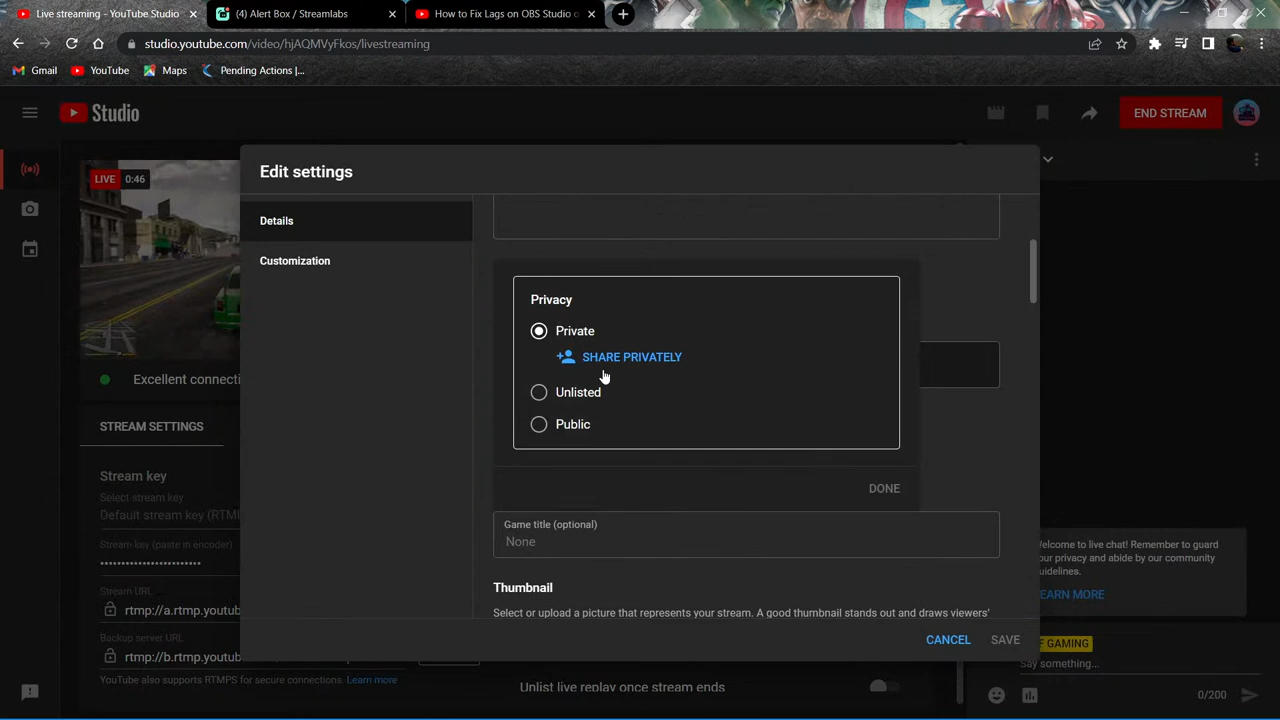 Live streaming - YouTube Studio
(4) Alert Box / Streamlabs
How to Fix Lags on OBS Studio o
studio.youtube.com/video/hjAQMVyFkos/livestreaming
Gmail
YouTube
Maps
Pending Actions |...
Studio
END STREAM
LIVE 0:46
Edit settings
Details
Customization
Privacy
Private
SHARE PRIVATELY
Unlisted
Public
DONE
Excellent connecti
STREAM SETTINGS
Stream key
Select stream key
Default stream key (RTM
Stream key (paste in encoder)
••••••••••••••••••••••••
Stream URL
rtmp://a.rtmp.youtub
Backup server URL
rtmp://b.rtmp.youtub
YouTube also supports RTMPS for secure connections. Learn more
Game title (optional)
None
Thumbnail
Select or upload a picture that represents your stream. A good thumbnail stands out and draws viewers'
CANCEL
SAVE
Unlist live replay once stream ends
elcome to live chat! Remember to guard
our privacy and abide by our community
uidelines.
EARN MORE
F GAMING
Say something...
0/200